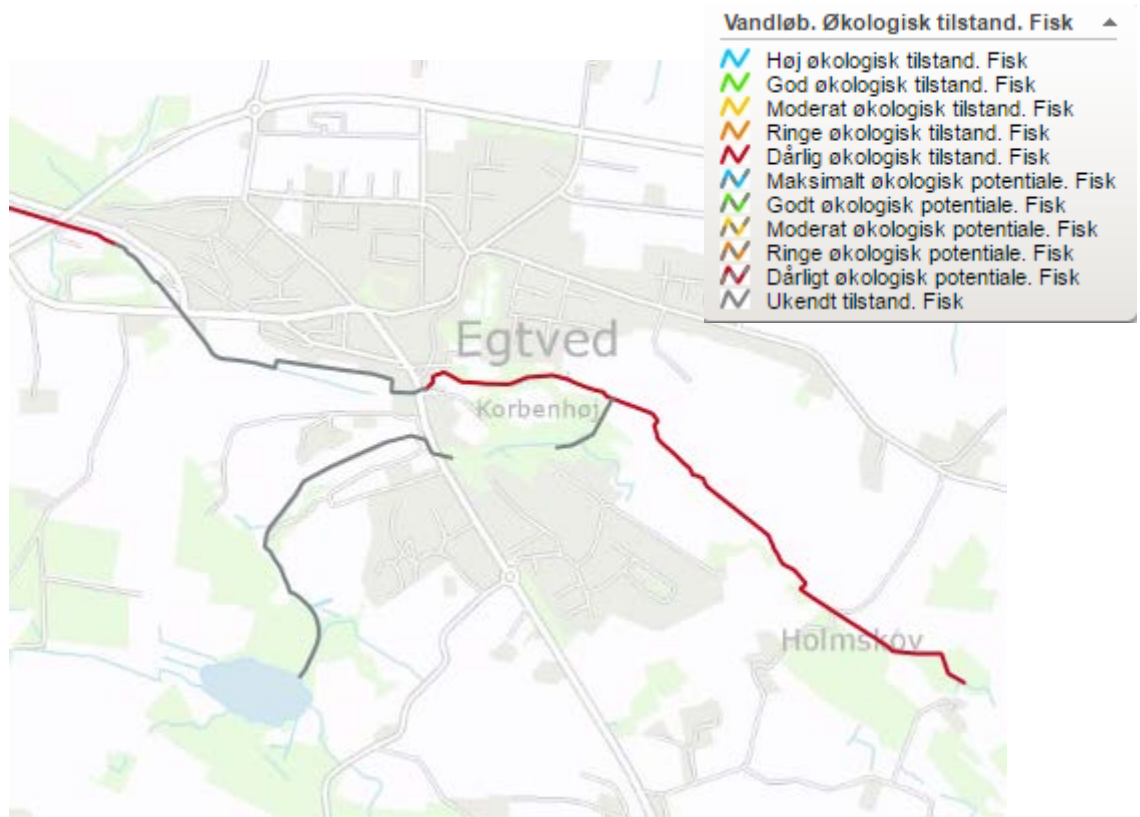 Vandløb. Økologisk tilstand. Fisk
Høj økologisk tilstand. Fisk
God økologisk tilstand. Fisk
Moderat økologisk tilstand. Fisk
Ringe økologisk tilstand. Fisk
Dårlig økologisk tilstand. Fisk
Maksimalt økologisk potentiale. Fisk
Godt økologisk potentiale. Fisk
Moderat økologisk potentiale. Fisk
Ringe økologisk potentiale. Fisk
Dårligt økologisk potentiale. Fisk
Ukendt tilstand. Fisk
Egtved
Korbenhøj
Holmskov